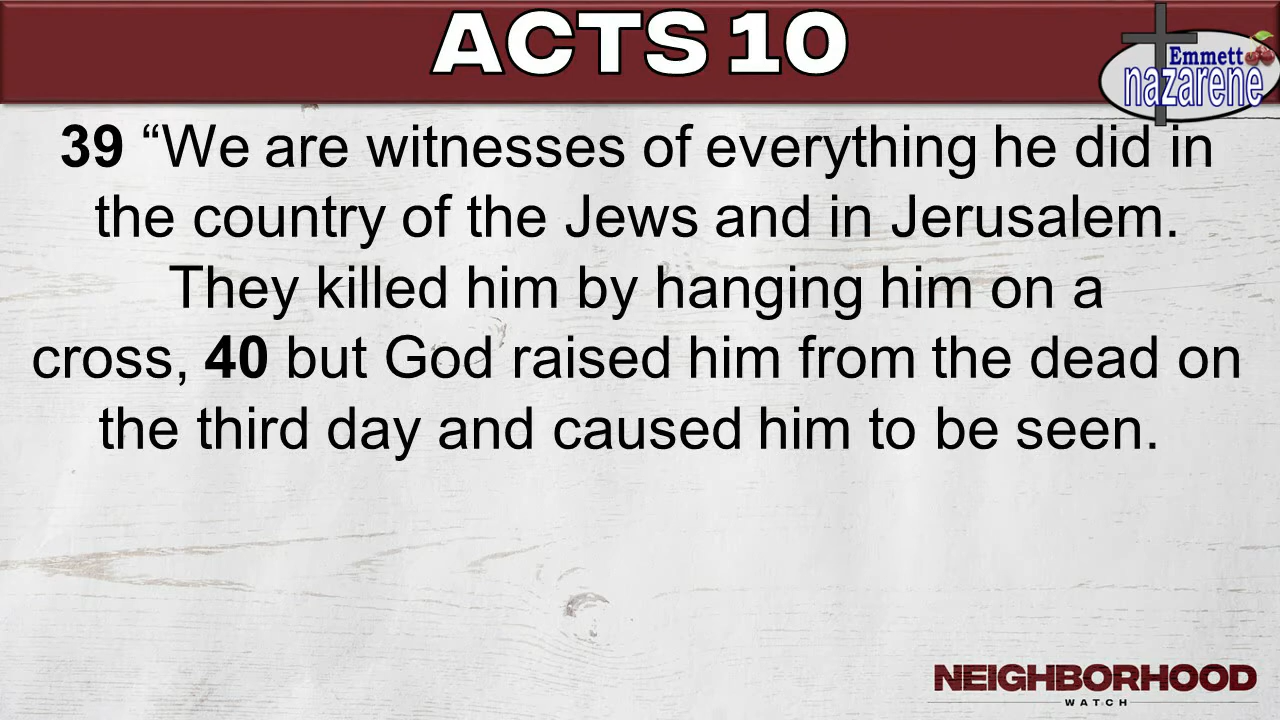 ACTS 10
Emmett
nazarene
39 “We are witnesses of everything he did in
the country of the Jews and in Jerusalem.
They killed him by hanging him on a
cross, 40 but God raised him from the dead on
the third day and caused him to be seen.
NEIGHBORHOOD
WATCH